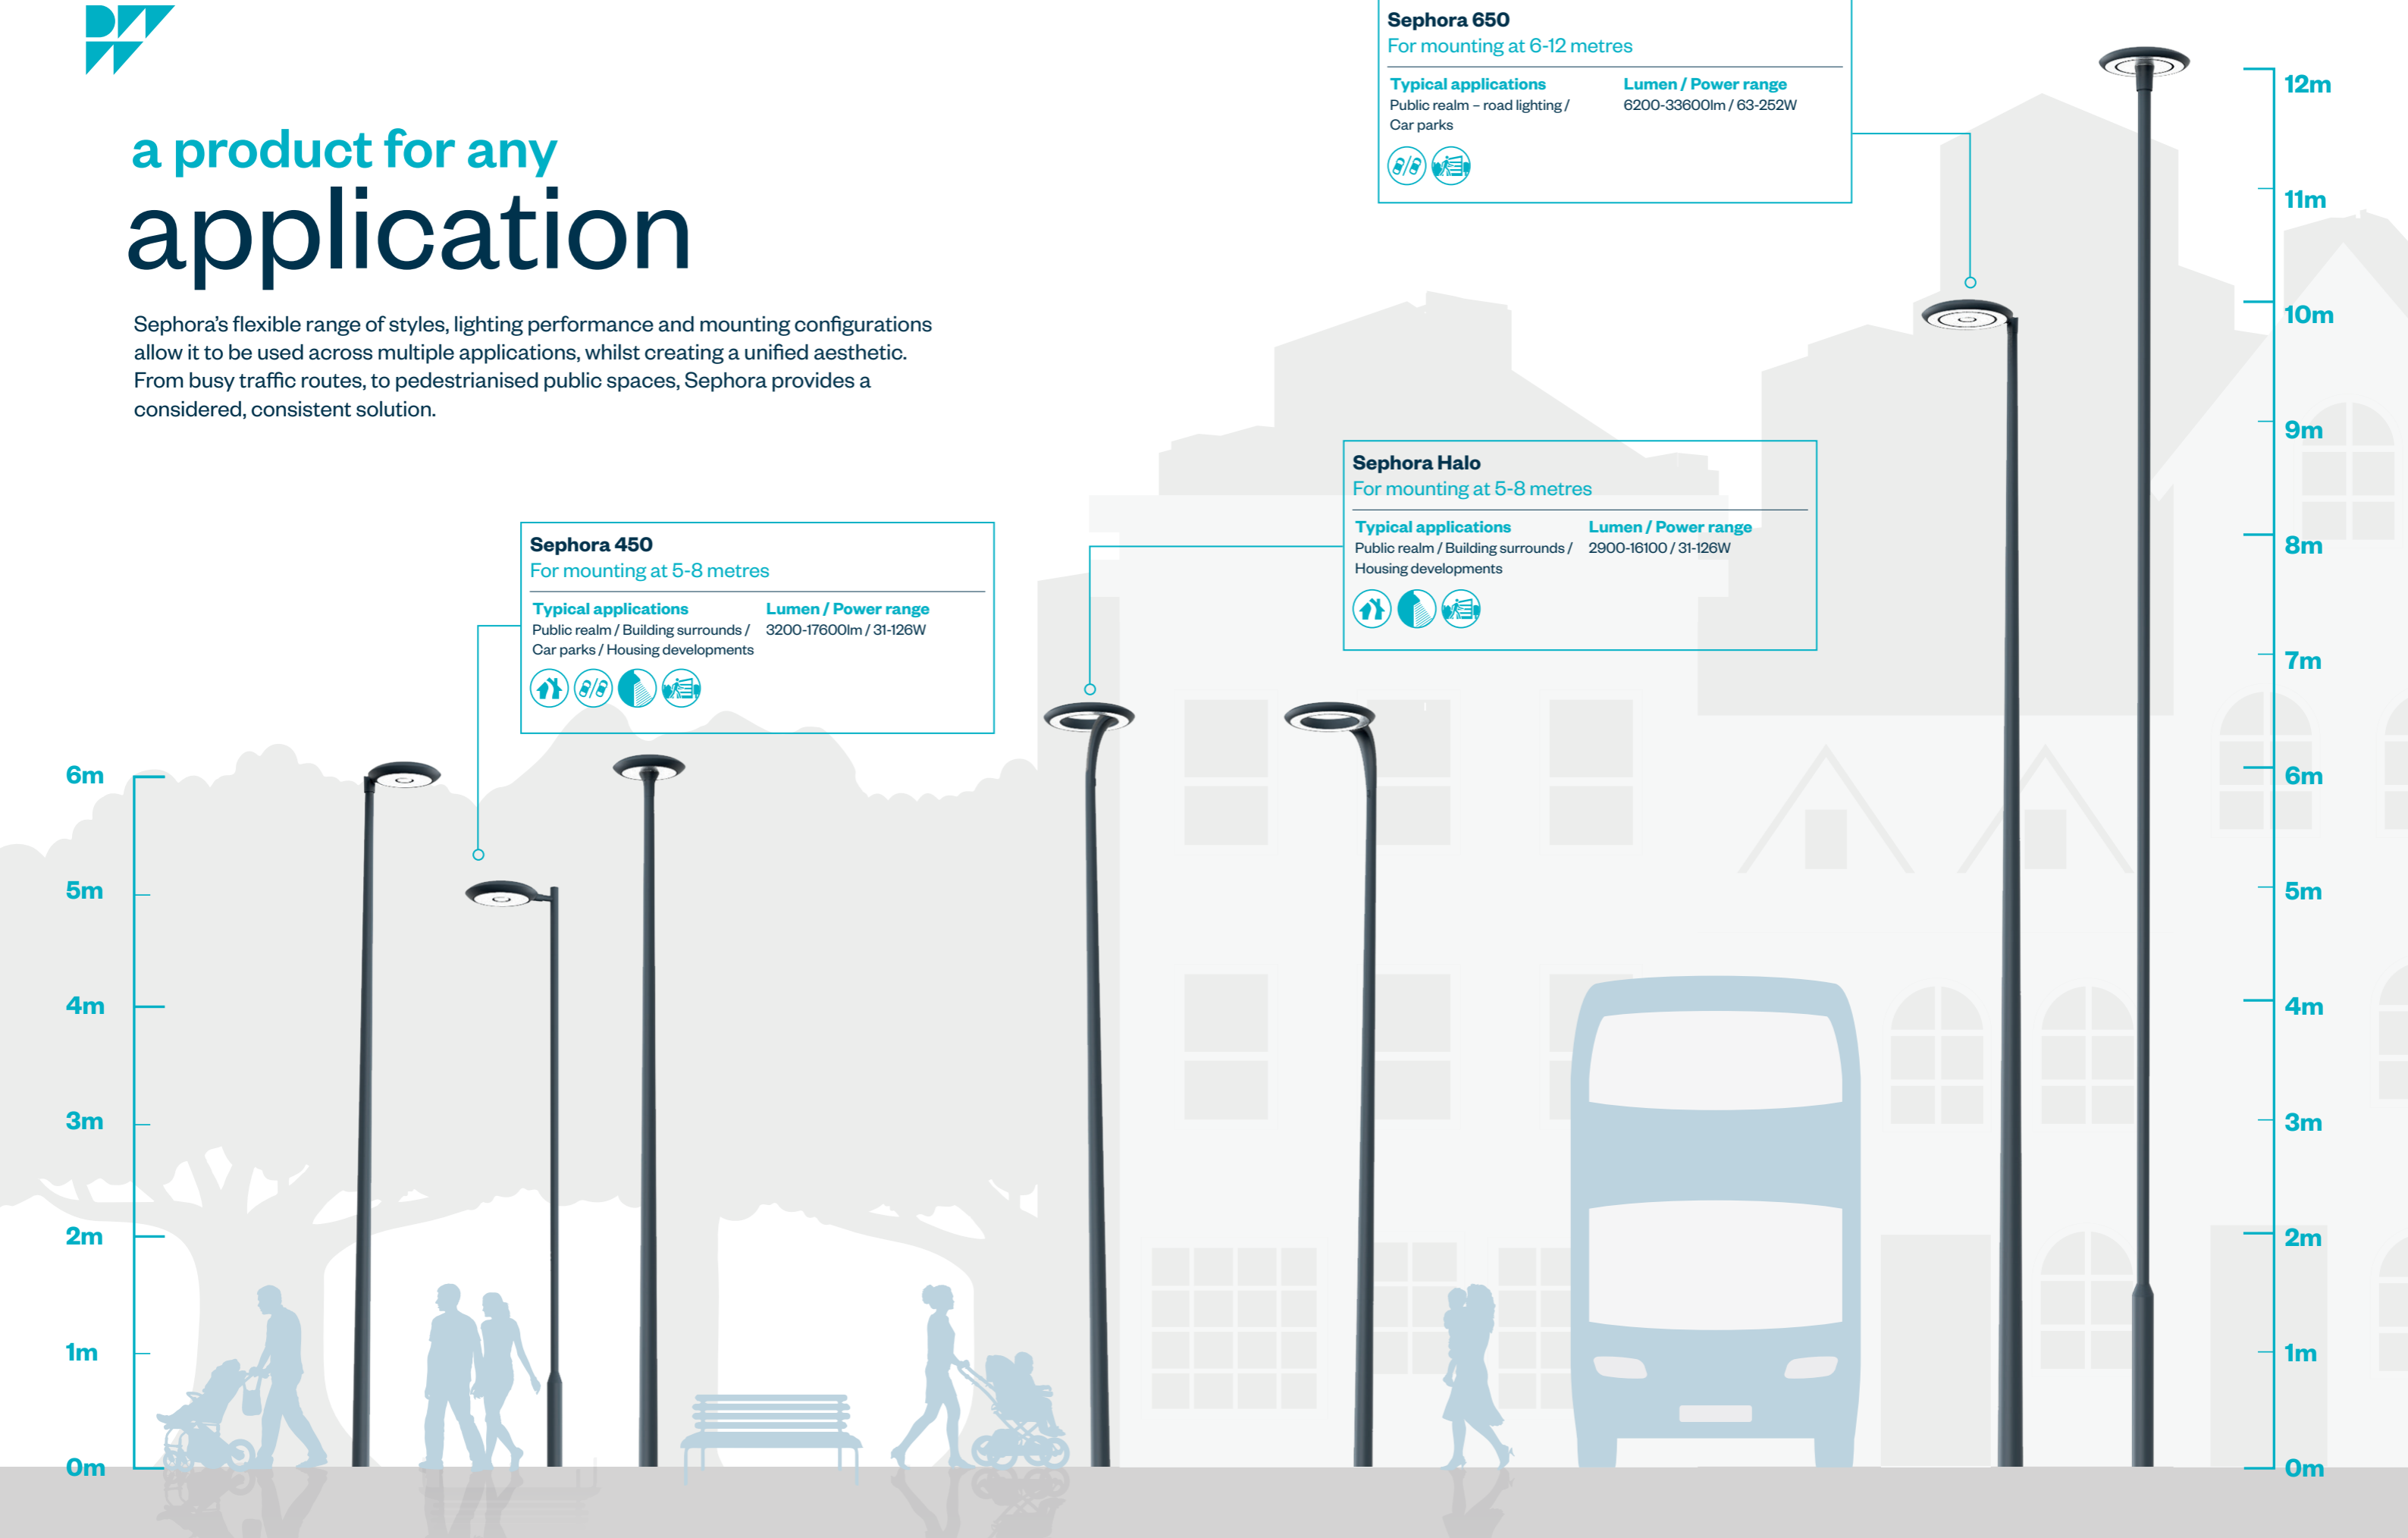 a product for any
application
Sephora’s flexible range of styles, lighting performance and mounting configurations
allow it to be used across multiple applications, whilst creating a unified aesthetic.
From busy traffic routes, to pedestrianised public spaces, Sephora provides a
considered, consistent solution.
Sephora 650
For mounting at 6-12 metres
Typical applications
Public realm – road lighting /
Car parks
Lumen / Power range
6200-33600lm / 63-252W
Sephora Halo
For mounting at 5-8 metres
Typical applications
Public realm / Building surrounds /
Housing developments
Lumen / Power range
2900-16100 / 31-126W
Sephora 450
For mounting at 5-8 metres
Typical applications
Public realm / Building surrounds /
Car parks / Housing developments
Lumen / Power range
3200-17600lm / 31-126W
6m
5m
4m
3m
2m
1m
0m
12m
11m
10m
9m
8m
7m
6m
5m
4m
3m
2m
1m
0m